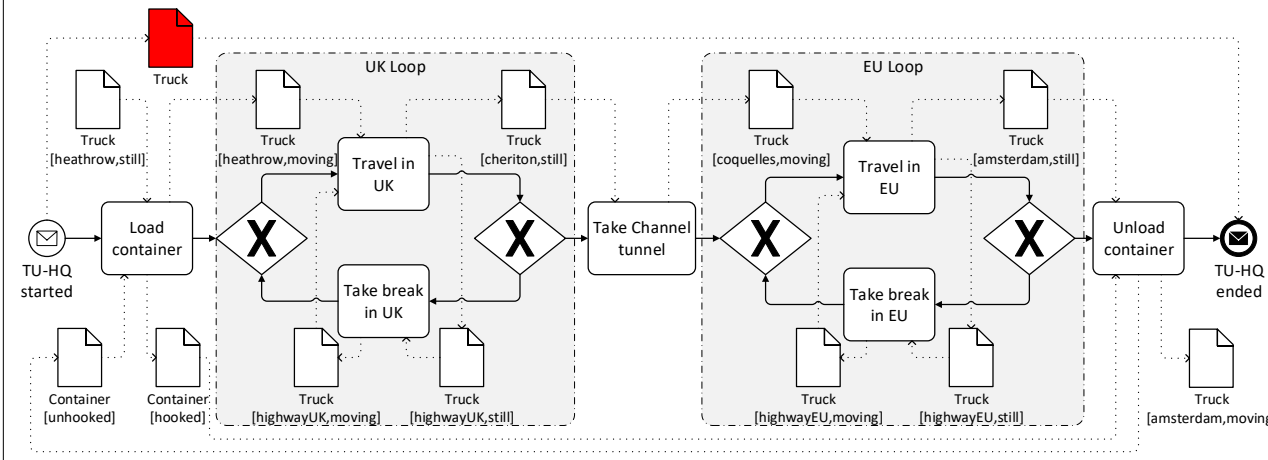 Truck
UK Loop
EU Loop
Truck
[heathrow,still]
Truck
[heathrow,moving]
Truck
[cheriton,still]
Truck
[coquelles,moving]
Truck
[amsterdam,still]
Travel in
UK
Travel in
EU
TU-HQ
started
Load
container
X
X
Take Channel
tunnel
X
X
Unload
container
TU-HQ
ended
Take break
in UK
Take break
in EU
Container
[unhooked]
Container
[hooked]
Truck
[highwayUK,moving]
Truck
[highwayUK,still]
Truck
[highwayEU,moving]
Truck
[highwayEU,still]
Truck
[amsterdam,moving